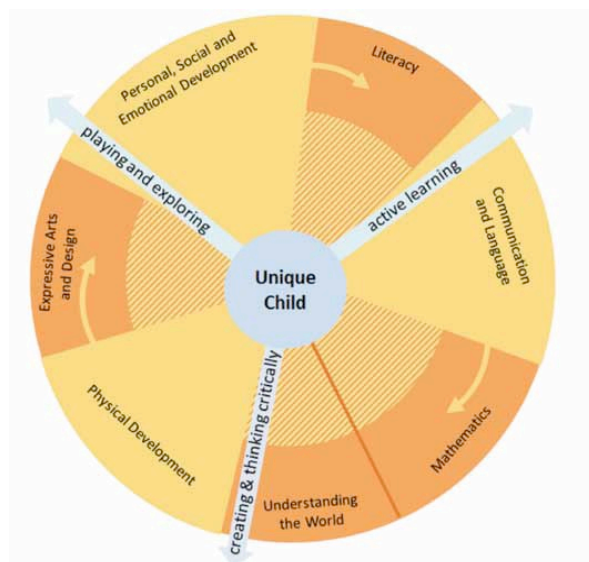 Personal, Social and
Emotional Development
Literacy
playing and exploring
active learning
Communication
and Language
Expressive Arts
and Design
Unique
Child
Physical Development
creating & thinking critically
Mathematics
Understanding
the World